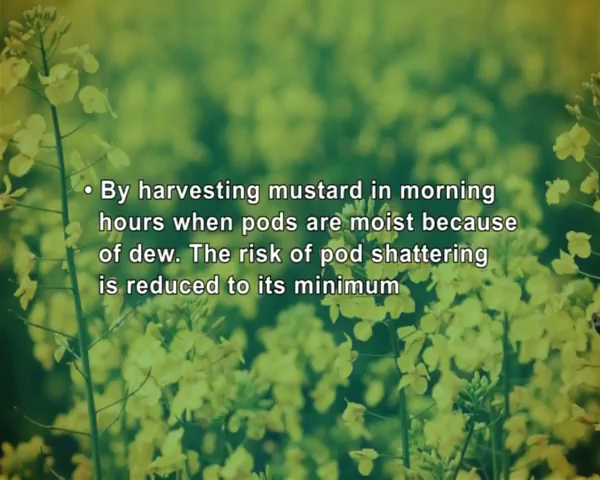 • By harvesting mustard in morning
hours when pods are moist because
of dew. The risk of pod shattering
is reduced to its minimum